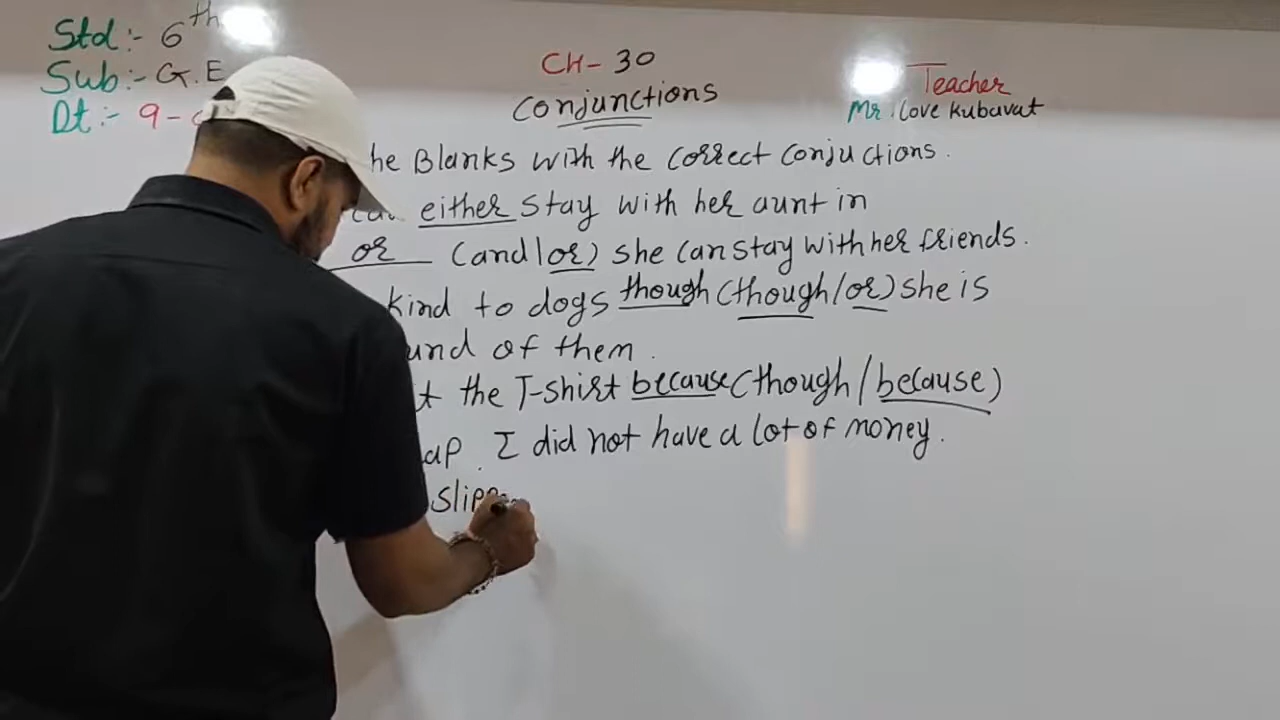 Std:- 6th
Sub:- G.E
Dt:- 9-
CH-30
Conjunctions
Teacher
Mr. Love Kubavat
he Blanks with the correct conjuctions.
either stay with her aunt in
or (and/or) she can stay with her friends.
kind to dogs though (though/or) she is
und of them.
the T-shirt because (though/because)
ap. I did not have a lot of money.
slipp